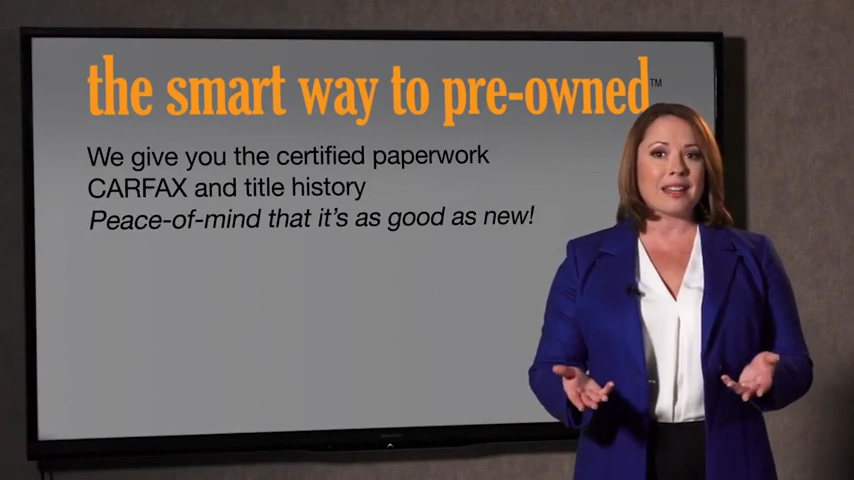 the smart way to pre-owned™
We give you the certified paperwork
CARFAX and title history
Peace-of-mind that it's as good as new!